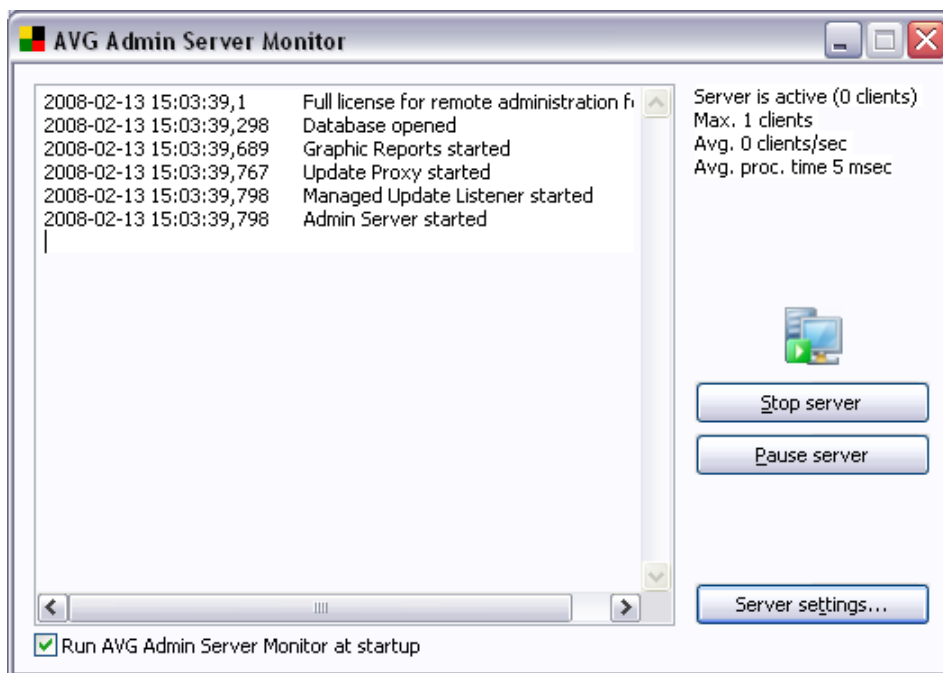 AVG Admin Server Monitor
2008-02-13 15:03:39,1 Full license for remote administration
2008-02-13 15:03:39,298 Database opened
2008-02-13 15:03:39,689 Graphic Reports started
2008-02-13 15:03:39,767 Update Proxy started
2008-02-13 15:03:39,798 Managed Update Listener started
2008-02-13 15:03:39,798 Admin Server started
Server is active (0 clients)
Max. 1 clients
Avg. 0 clients/sec
Avg. proc. time 5 msec
Stop server
Pause server
Server settings...
Run AVG Admin Server Monitor at startup